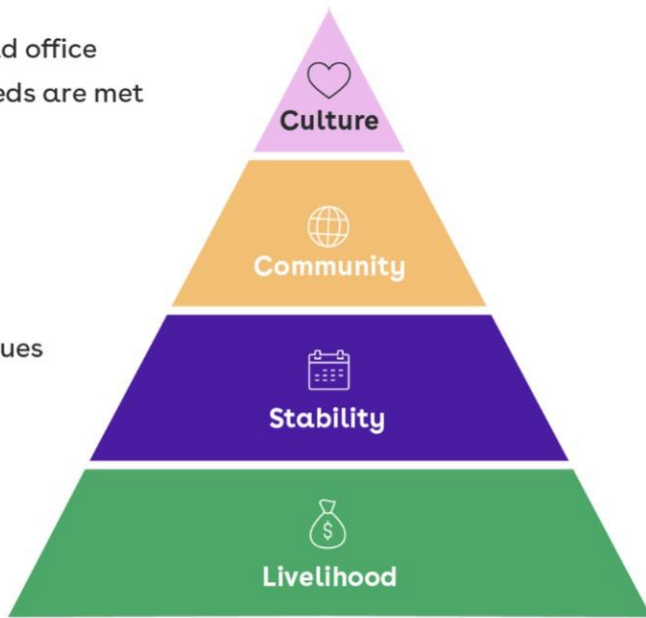 d office
eds are met
ues
Culture
Community
$
Stability
Livelihood